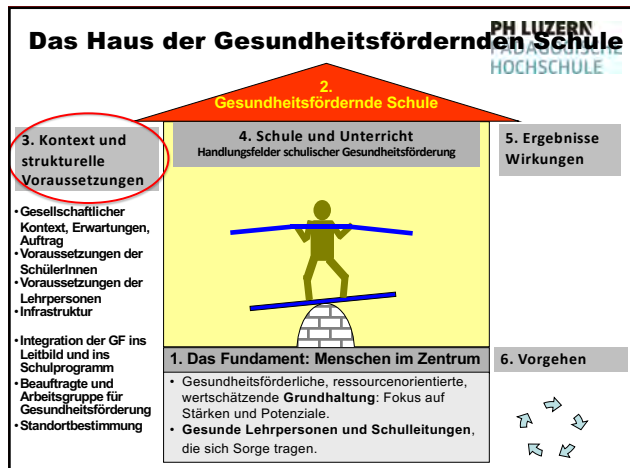 Das Haus der Gesundheitsfördernden Schule
PH LUZERN
PÄDAGOGISCHE
HOCHSCHULE
2.
Gesundheitsfördernde Schule
3. Kontext und
strukturelle
Voraussetzungen
4. Schule und Unterricht
Handlungsfelder schulischer Gesundheitsförderung
5. Ergebnisse
Wirkungen
•Gesellschaftlicher
Kontext, Erwartungen,
Auftrag
•Voraussetzungen der
SchülerInnen
•Voraussetzungen der
Lehrpersonen
•Infrastruktur
•Integration der GF ins
Leitbild und ins
Schulprogramm
•Beauftragte und
Arbeitsgruppe für
Gesundheitsförderung
•Standortbestimmung
1. Das Fundament: Menschen im Zentrum
• Gesundheitsförderliche, ressourcenorientierte,
wertschätzende Grundhaltung: Fokus auf
Stärken und Potenziale.
• Gesunde Lehrpersonen und Schulleitungen,
die sich Sorge tragen.
6. Vorgehen